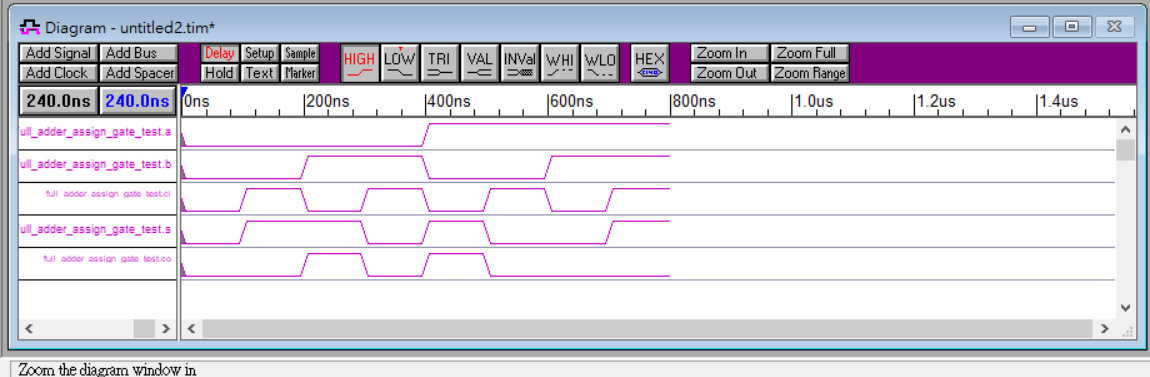 Diagram - untitled2.tim*
Add Signal Add Bus Delay Setup Sample HIGH LOW TRI VAL INVal WHI WLO HEX Zoom In Zoom Full
Add Clock Add Spacer Hold Text Marker Zoom Out Zoom Range
240.0ns 240.0ns 0ns 200ns 400ns 600ns 800ns 1.0us 1.2us 1.4us
ull_adder_assign_gate_test.a
ull_adder_assign_gate_test.b
full_adder_assign_gate_test.ci
ull_adder_assign_gate_test.s
full_adder_assign_gate_test.co
Zoom the diagram window in